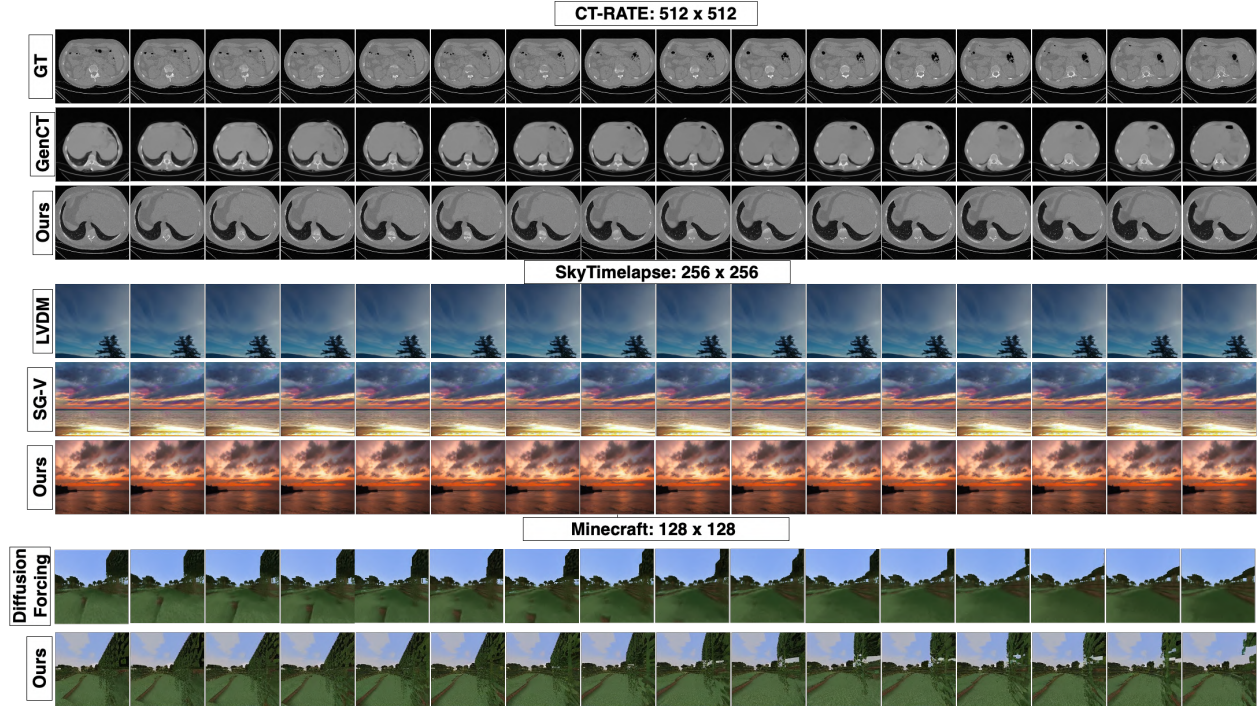 CT-RATE: 512 x 512
GT
GenCT
Ours
SkyTimelapse: 256 x 256
LVDM
SG-V
Ours
Minecraft: 128 x 128
Diffusion
Forcing
Ours